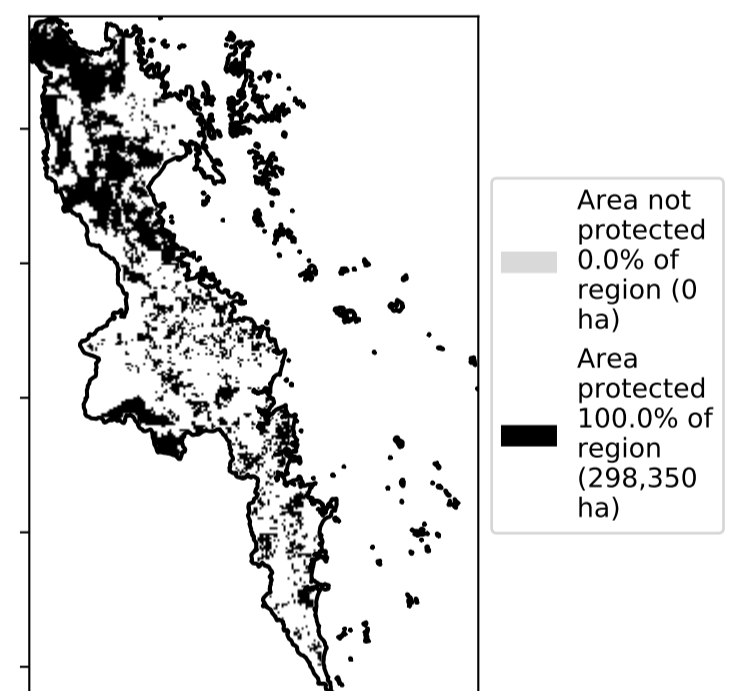 Area not
protected
0.0% of
region (0
ha)
Area
protected
100.0% of
region
(298,350
ha)